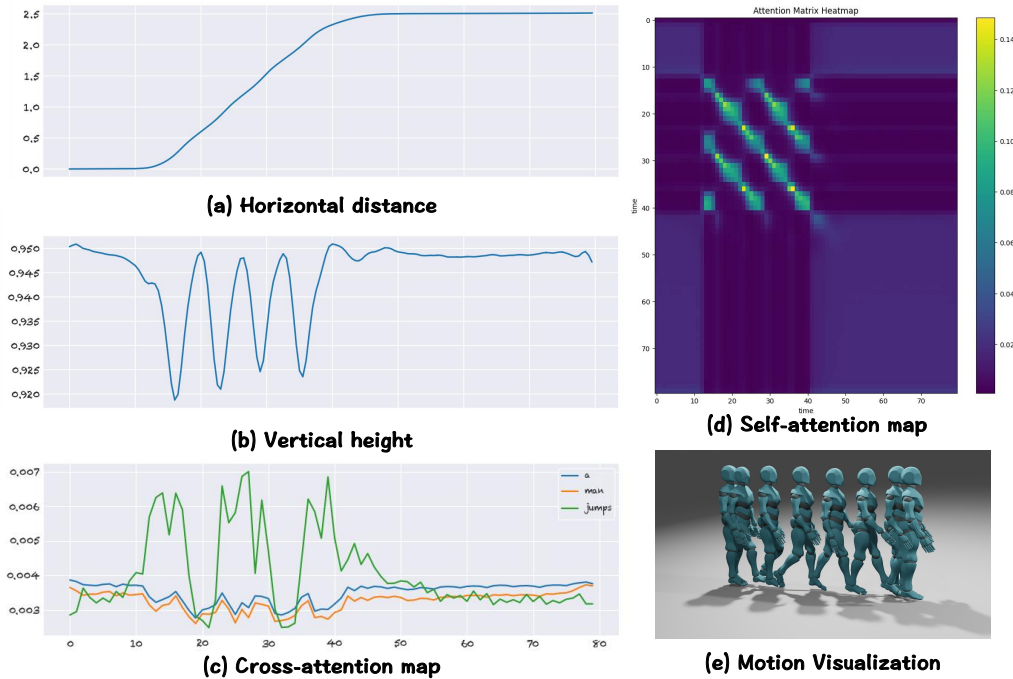 2.5
2.0
1.5
1.0
0.5
0.0
(a) Horizontal distance
0.950
0.945
0.940
0.935
0.930
0.925
0.920
(b) Vertical height
0.007
0.006
0.005
0.004
0.003
a
man
jumps
0 10 20 30 40 50 60 70 80
(c) Cross-attention map
Attention Matrix Heatmap
0
10
20
30
40
50
60
70
time
0 10 20 30 40 50 60 70
time
0.14
0.12
0.10
0.08
0.06
0.04
0.02
(d) Self-attention map
(e) Motion Visualization